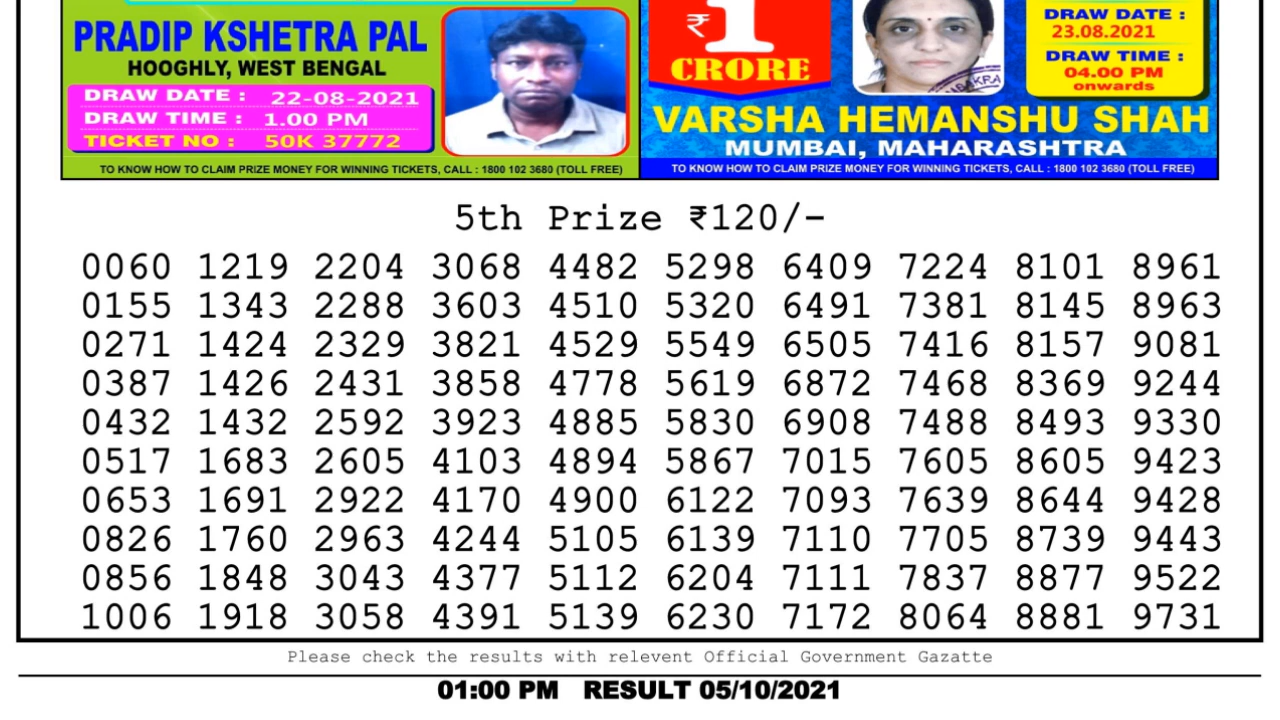 PRADIP KSHETRA PAL
HOOGHLY, WEST BENGAL
DRAW DATE : 22-08-2021
DRAW TIME : 1.00 PM
TICKET NO : 50K 37772
TO KNOW HOW TO CLAIM PRIZE MONEY FOR WINNING TICKETS, CALL : 1800 102 3680 (TOLL FREE)
₹1
CRORE
DRAW DATE :
23.08.2021
DRAW TIME :
04.00 PM
onwards
VARSHA HEMANSHU SHAH
MUMBAI, MAHARASHTRA
TO KNOW HOW TO CLAIM PRIZE MONEY FOR WINNING TICKETS, CALL : 1800 102 3680 (TOLL FREE)
5th Prize ₹120/-
0060 1219 2204 3068 4482 5298 6409 7224 8101 8961
0155 1343 2288 3603 4510 5320 6491 7381 8145 8963
0271 1424 2329 3821 4529 5549 6505 7416 8157 9081
0387 1426 2431 3858 4778 5619 6872 7468 8369 9244
0432 1432 2592 3923 4885 5830 6908 7488 8493 9330
0517 1683 2605 4103 4894 5867 7015 7605 8605 9423
0653 1691 2922 4170 4900 6122 7093 7639 8644 9428
0826 1760 2963 4244 5105 6139 7110 7705 8739 9443
0856 1848 3043 4377 5112 6204 7111 7837 8877 9522
1006 1918 3058 4391 5139 6230 7172 8064 8881 9731
Please check the results with relevent Official Government Gazatte
01:00 PM RESULT 05/10/2021